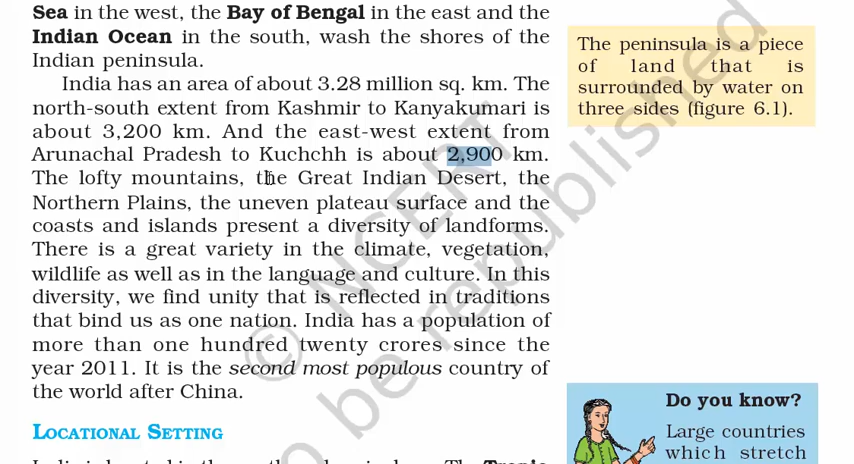 Sea in the west, the Bay of Bengal in the east and the
Indian Ocean in the south, wash the shores of the
Indian peninsula.
India has an area of about 3.28 million sq. km. The
north-south extent from Kashmir to Kanyakumari is
about 3,200 km. And the east-west extent from
Arunachal Pradesh to Kuchchh is about 2,900 km.
The lofty mountains, the Great Indian Desert, the
Northern Plains, the uneven plateau surface and the
coasts and islands present a diversity of landforms.
There is a great variety in the climate, vegetation,
wildlife as well as in the language and culture. In this
diversity, we find unity that is reflected in traditions
that bind us as one nation. India has a population of
more than one hundred twenty crores since the
year 2011. It is the second most populous country of
the world after China.
LOCATIONAL SETTING
The peninsula is a piece
of land that is
surrounded by water on
three sides (figure 6.1).
Do you know?
Large countries
which stretch
© NCERT
o be republished